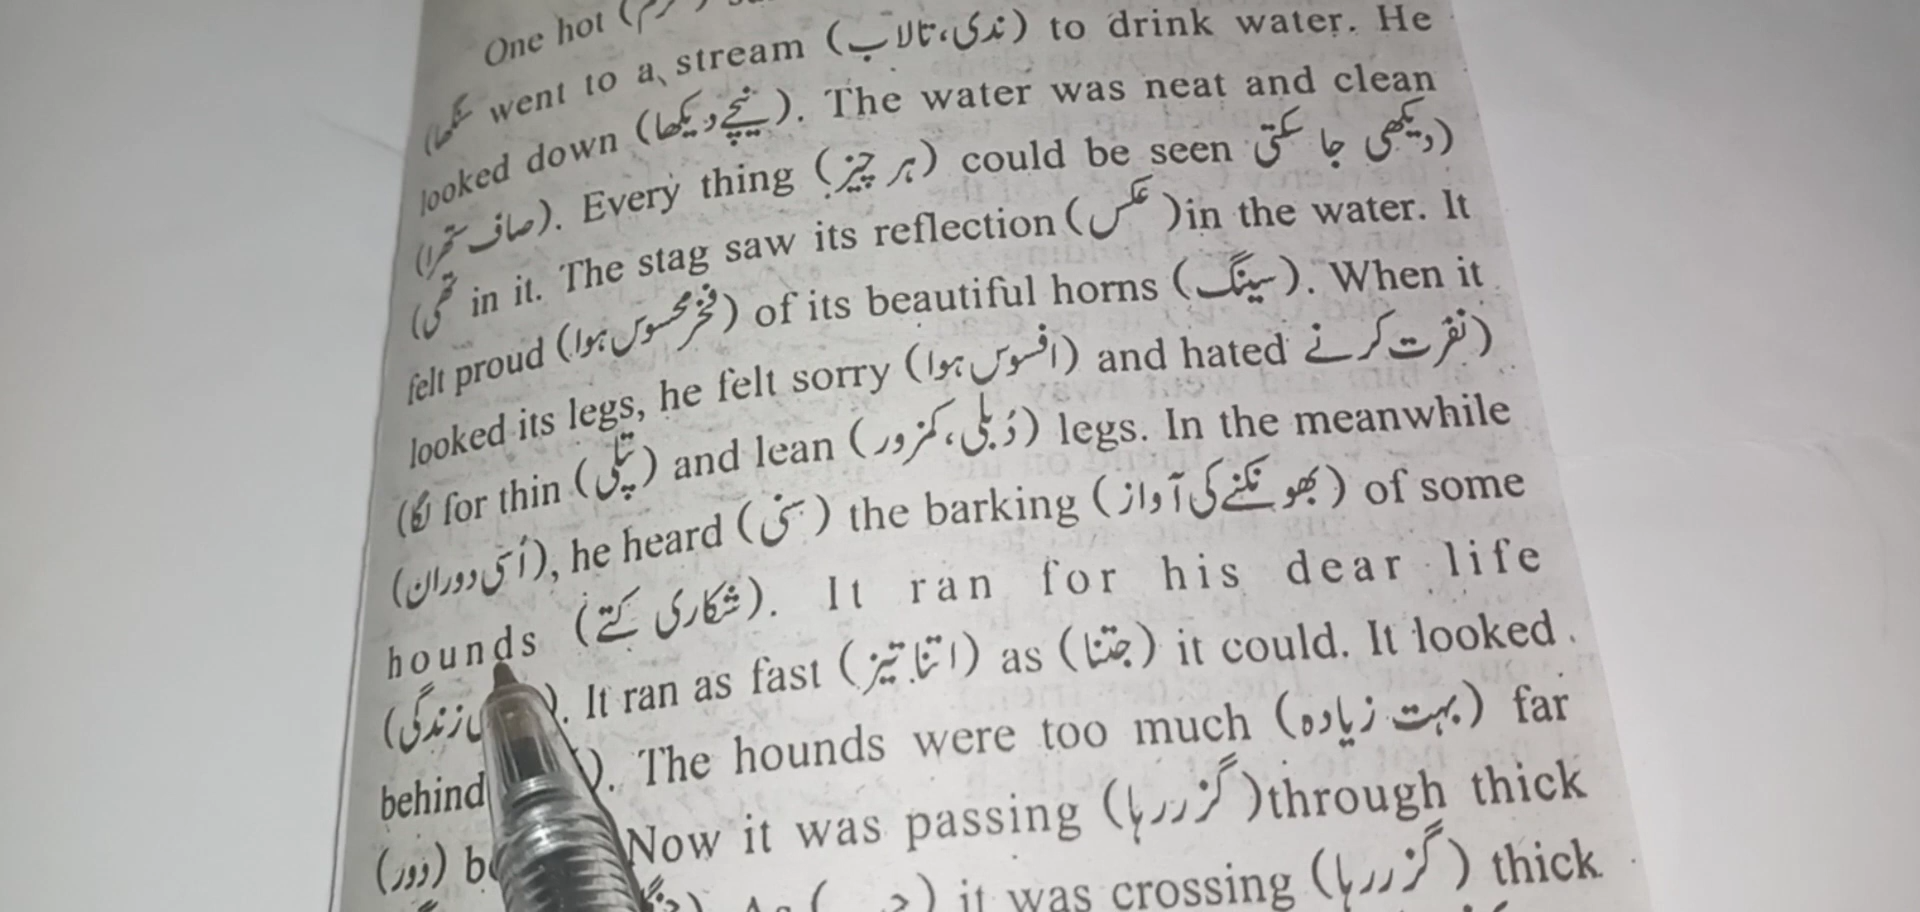 One hot (گرم)
(گھا went to a stream (ندی، تالاب) to drink water. He
looked down (نیچے دیکھا). The water was neat and clean
(صاف ستھرا). Every thing (ہر چیز) could be seen (دیکھی جا سکتی
تھی) in it. The stag saw its reflection (عکس) in the water. It
felt proud (فخر محسوس ہوا) of its beautiful horns (سینگ). When it
looked its legs, he felt sorry (افسوس ہوا) and hated (نفرت کرنے
لگا) for thin (پتلی) and lean (دُبلی، کمزور) legs. In the meanwhile
(اُسی دوران), he heard (سنی) the barking (بھونکنے کی آواز) of some
hounds (شکاری کتے). It ran for his dear life
زندگی). It ran as fast (اتنا تیز) as (جتنا) it could. It looked
behind ). The hounds were too much (بہت زیادہ) far
(دور) Now it was passing (گزر رہا) through thick
it was crossing (گزر رہا) thick